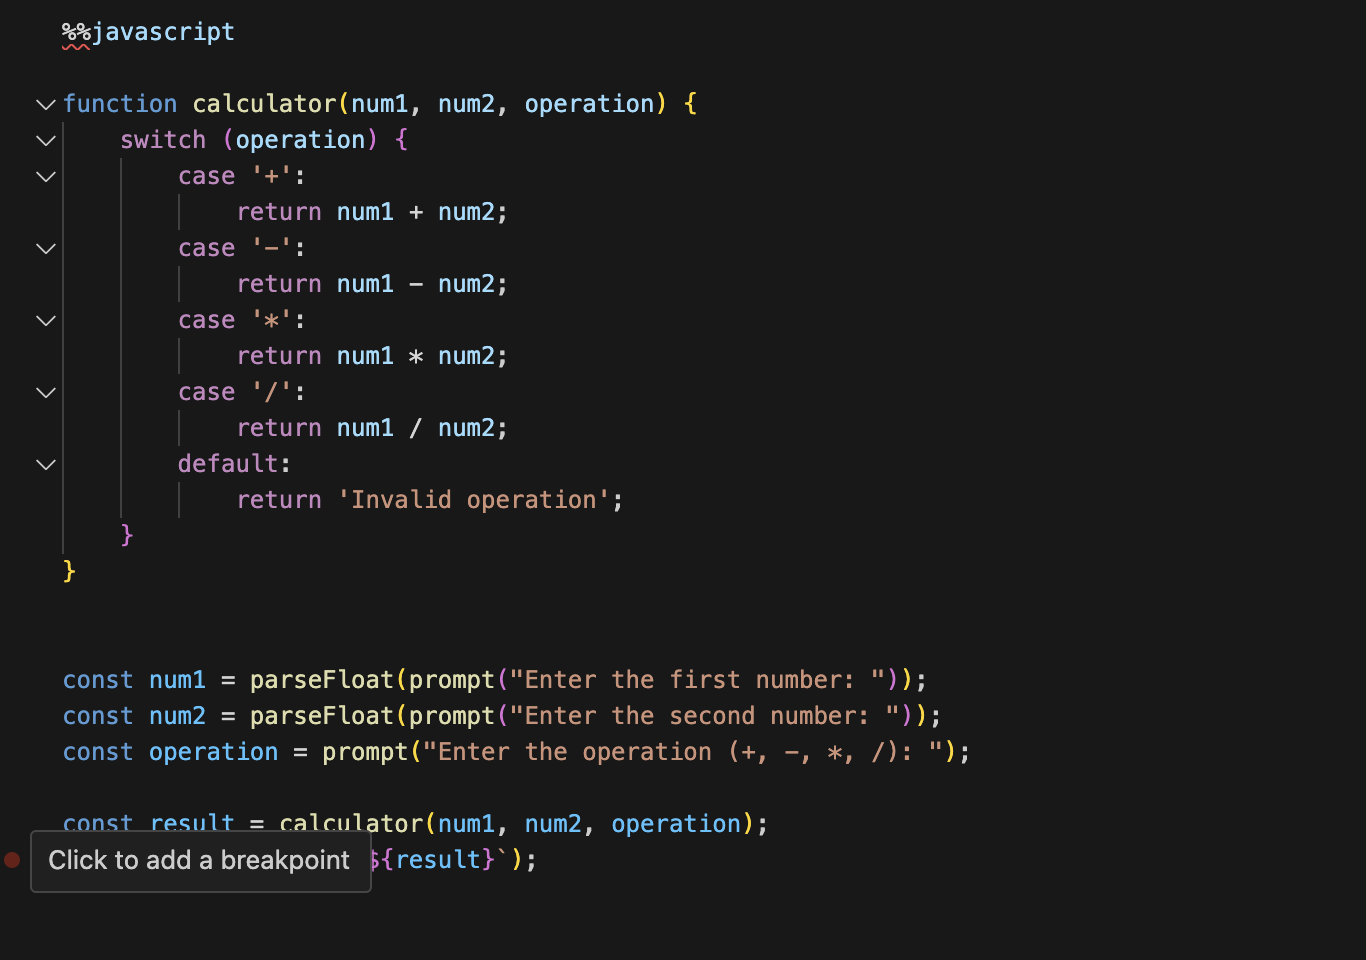 %%javascript
function calculator(num1, num2, operation) {
switch (operation) {
case '+':
return num1 + num2;
case '-':
return num1 - num2;
case '*':
return num1 * num2;
case '/':
return num1 / num2;
default:
return 'Invalid operation';
}
}
const num1 = parseFloat(prompt("Enter the first number: "));
const num2 = parseFloat(prompt("Enter the second number: "));
const operation = prompt("Enter the operation (+, -, *, /): ");
const result = calculator(num1, num2, operation);
Click to add a breakpoint ${result}`);